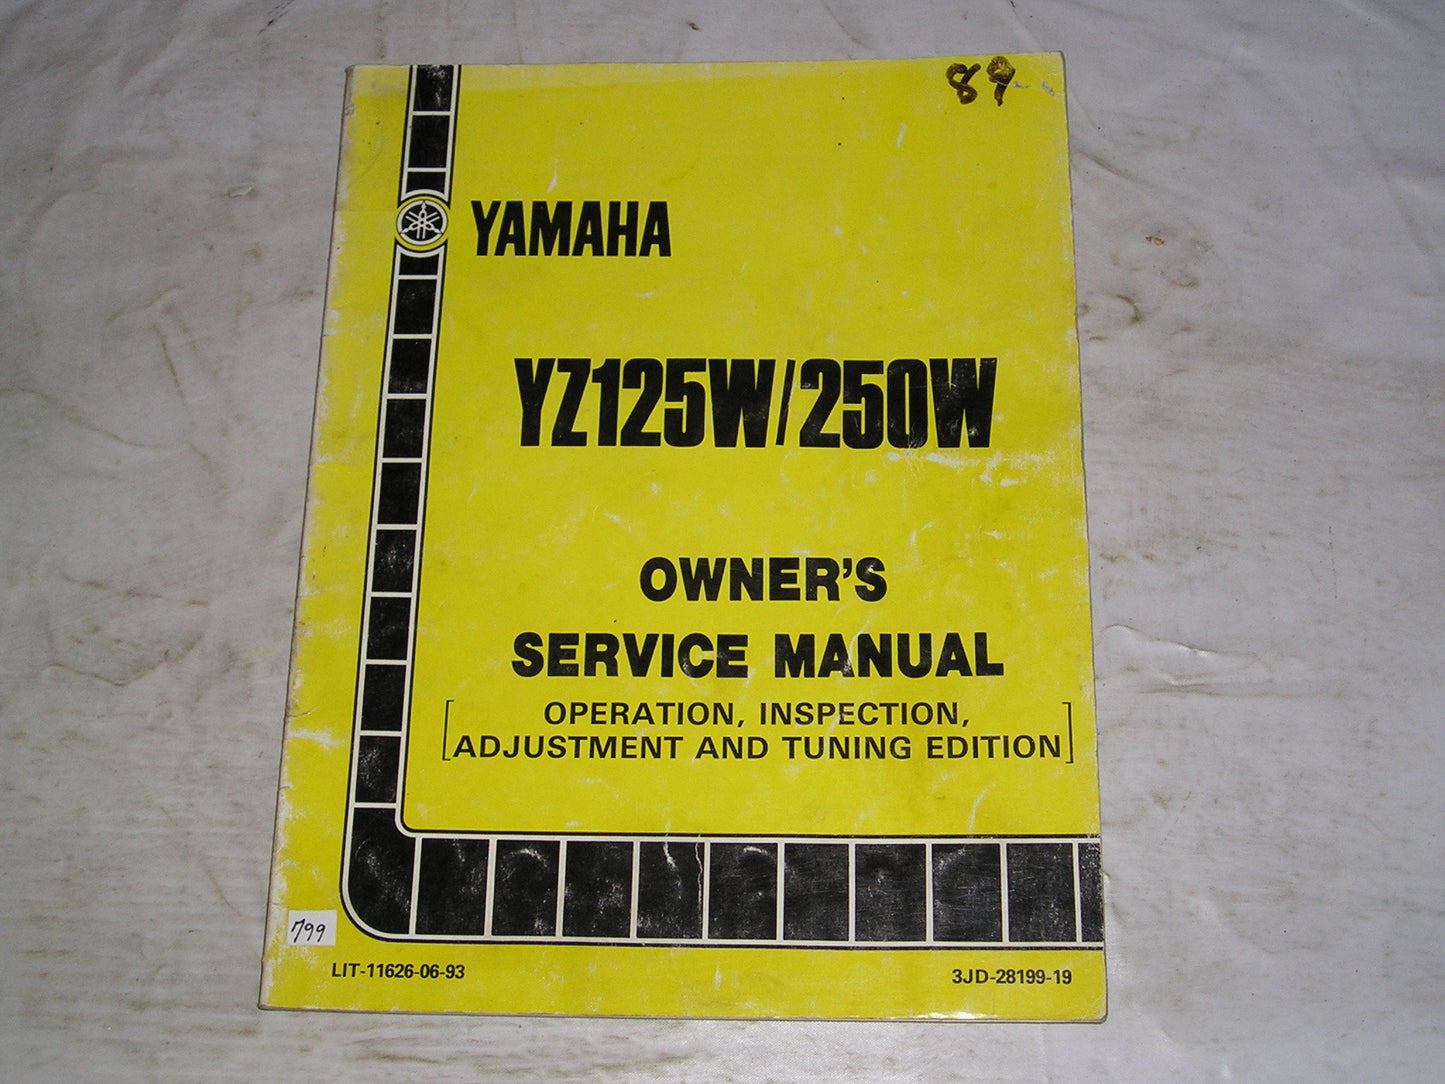 89
YAMAHA
YZ125W/250W
OWNER'S
SERVICE MANUAL
[OPERATION, INSPECTION,
ADJUSTMENT AND TUNING EDITION]
799
LIT-11626-06-93
3JD-28199-19